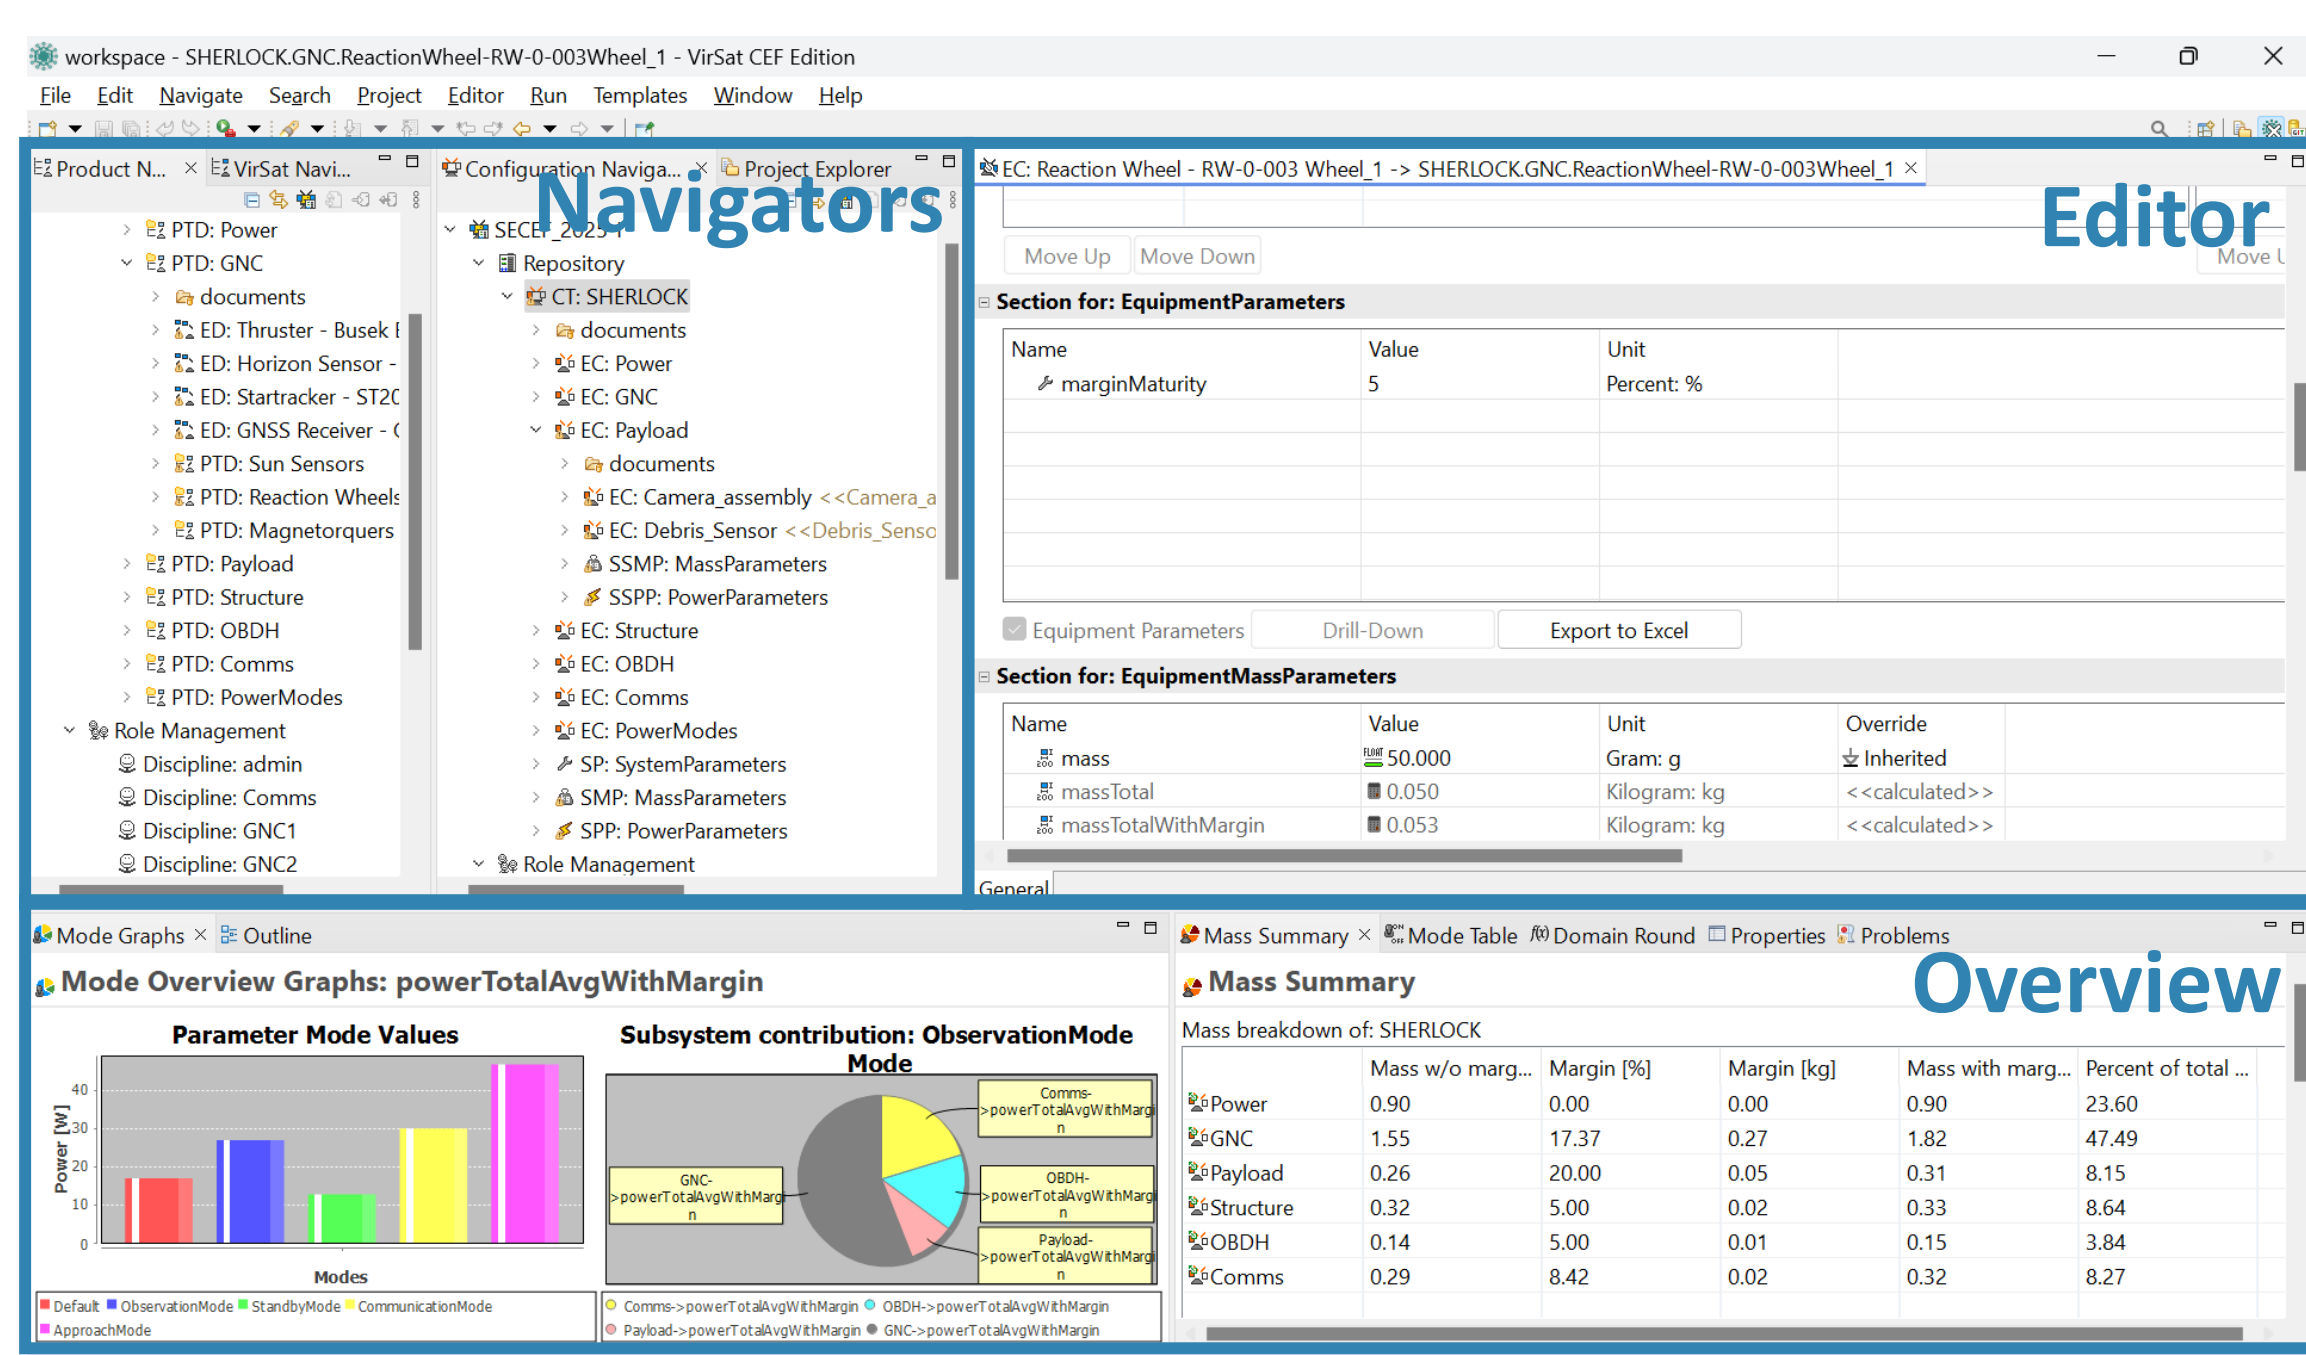 workspace - SHERLOCK.GNC.ReactionWheel-RW-0-003Wheel_1 - VirSat CEF Edition
File Edit Navigate Search Project Editor Run Templates Window Help
Product N... VirSat Navi...
PTD: Power
PTD: GNC
documents
ED: Thruster - Busek
ED: Horizon Sensor -
ED: Startracker - ST20
ED: GNSS Receiver -
PTD: Sun Sensors
PTD: Reaction Wheels
PTD: Magnetorquers
PTD: Payload
PTD: Structure
PTD: OBDH
PTD: Comms
PTD: PowerModes
Role Management
Discipline: admin
Discipline: Comms
Discipline: GNC1
Discipline: GNC2
Configuration Naviga... Project Explorer
Navigators
SECEF_2025
Repository
CT: SHERLOCK
documents
EC: Power
EC: GNC
EC: Payload
documents
EC: Camera_assembly <<Camera_a
EC: Debris_Sensor <<Debris_Senso
SSMP: MassParameters
SSPP: PowerParameters
EC: Structure
EC: OBDH
EC: Comms
EC: PowerModes
SP: SystemParameters
SMP: MassParameters
SPP: PowerParameters
Role Management
EC: Reaction Wheel - RW-0-003 Wheel_1 -> SHERLOCK.GNC.ReactionWheel-RW-0-003Wheel_1
Editor
Move Up Move Down Move
Section for: EquipmentParameters
Name Value Unit
marginMaturity 5 Percent: %
Equipment Parameters Drill-Down Export to Excel
Section for: EquipmentMassParameters
Name Value Unit Override
mass FLOAT 50.000 Gram: g Inherited
massTotal 0.050 Kilogram: kg <<calculated>>
massTotalWithMargin 0.053 Kilogram: kg <<calculated>>
General
Mode Graphs Outline
Mode Overview Graphs: powerTotalAvgWithMargin
Parameter Mode Values
Power [W]
40
30
20
10
0
Modes
Default ObservationMode StandbyMode CommunicationMode
ApproachMode
Subsystem contribution: ObservationMode
Mode
Comms-
>powerTotalAvgWithMargi
n
GNC-
>powerTotalAvgWithMargi
n
OBDH-
>powerTotalAvgWithMargi
n
Payload-
>powerTotalAvgWithMargi
n
Comms->powerTotalAvgWithMargin OBDH->powerTotalAvgWithMargin
Payload->powerTotalAvgWithMargin GNC->powerTotalAvgWithMargin
Mass Summary Mode Table f(x) Domain Round Properties Problems
Overview
Mass Summary
Mass breakdown of: SHERLOCK
Mass w/o marg... Margin [%] Margin [kg] Mass with marg... Percent of total ...
Power 0.90 0.00 0.00 0.90 23.60
GNC 1.55 17.37 0.27 1.82 47.49
Payload 0.26 20.00 0.05 0.31 8.15
Structure 0.32 5.00 0.02 0.33 8.64
OBDH 0.14 5.00 0.01 0.15 3.84
Comms 0.29 8.42 0.02 0.32 8.27